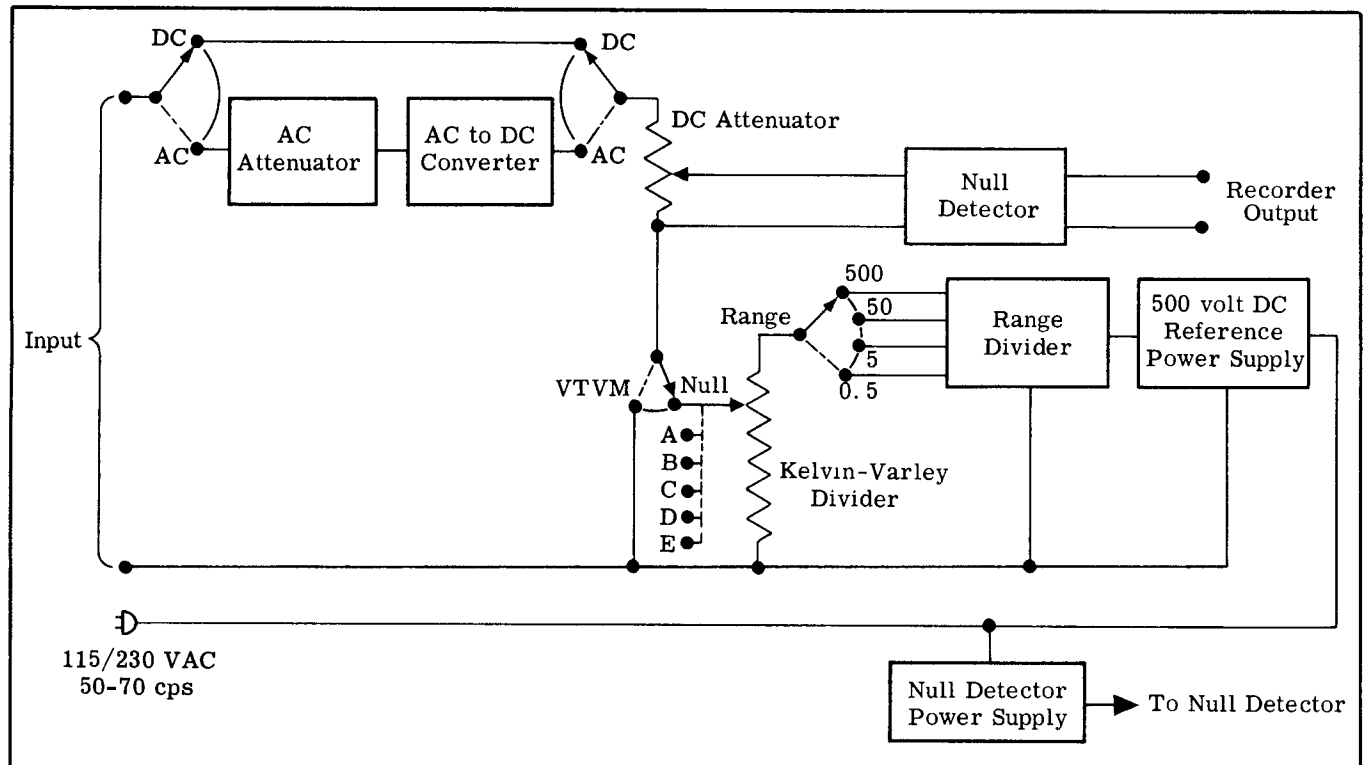 DC
DC
AC
Attenuator
AC to DC
Converter
AC
AC
DC Attenuator
Null
Detector
Recorder
Output
Input
Range
500
50
5
0.5
Range
Divider
500 volt DC
Reference
Power Supply
VTVM
Null
A
B
C
D
E
Kelvin-Varley
Divider
115/230 VAC
50-70 cps
Null Detector
Power Supply
To Null Detector